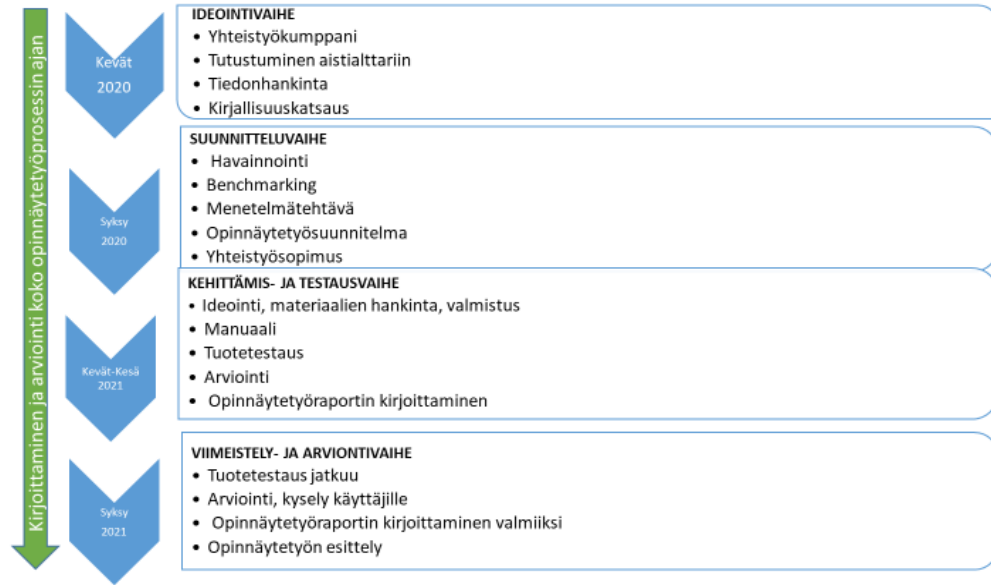 Kirjoittaminen ja arviointi koko opinnäytetyöprosessin ajan
Kevät
2020
IDEOINTIVAIHE
• Yhteistyökumppani
• Tutustuminen aistialttariin
• Tiedonhankinta
• Kirjallisuuskatsaus
Syksy
2020
SUUNNITTELUVAIHE
• Havainnointi
• Benchmarking
• Menetelmätehtävä
• Opinnäytetyösuunnitelma
• Yhteistyösopimus
Kevät-Kesä
2021
KEHITTÄMIS- JA TESTAUSVAIHE
• Ideointi, materiaalien hankinta, valmistus
• Manuaali
• Tuotetestaus
• Arviointi
• Opinnäytetyöraportin kirjoittaminen
Syksy
2021
VIIMEISTELY- JA ARVIONTIVAIHE
• Tuotetestaus jatkuu
• Arviointi, kysely käyttäjille
• Opinnäytetyöraportin kirjoittaminen valmiiksi
• Opinnäytetyön esittely